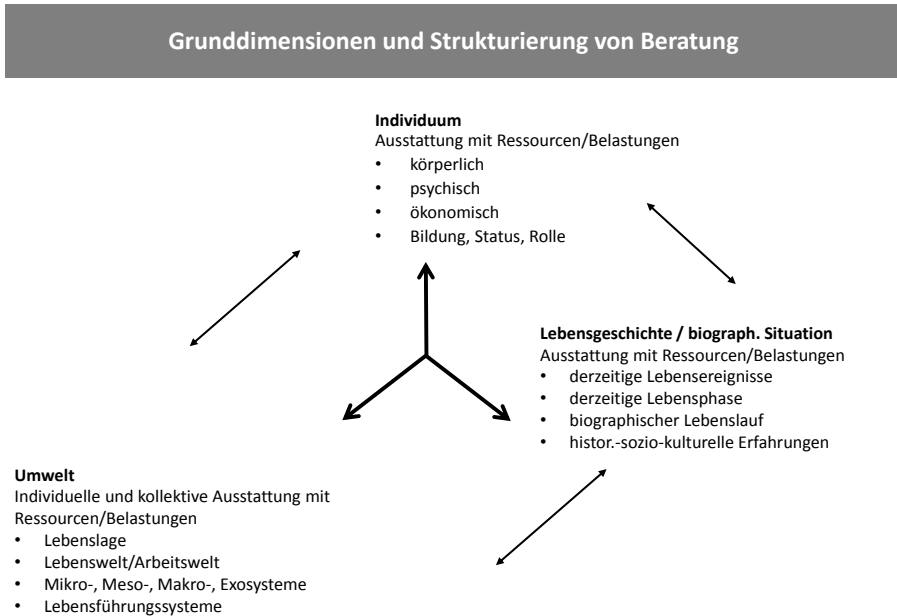 Grunddimensionen und Strukturierung von Beratung
Individuum
Ausstattung mit Ressourcen/Belastungen
• körperlich
• psychisch
• ökonomisch
• Bildung, Status, Rolle
Lebensgeschichte / biograph. Situation
Ausstattung mit Ressourcen/Belastungen
• derzeitige Lebensereignisse
• derzeitige Lebensphase
• biographischer Lebenslauf
• histor.-sozio-kulturelle Erfahrungen
Umwelt
Individuelle und kollektive Ausstattung mit
Ressourcen/Belastungen
• Lebenslage
• Lebenswelt/Arbeitswelt
• Mikro-, Meso-, Makro-, Exosysteme
• Lebensführungssysteme